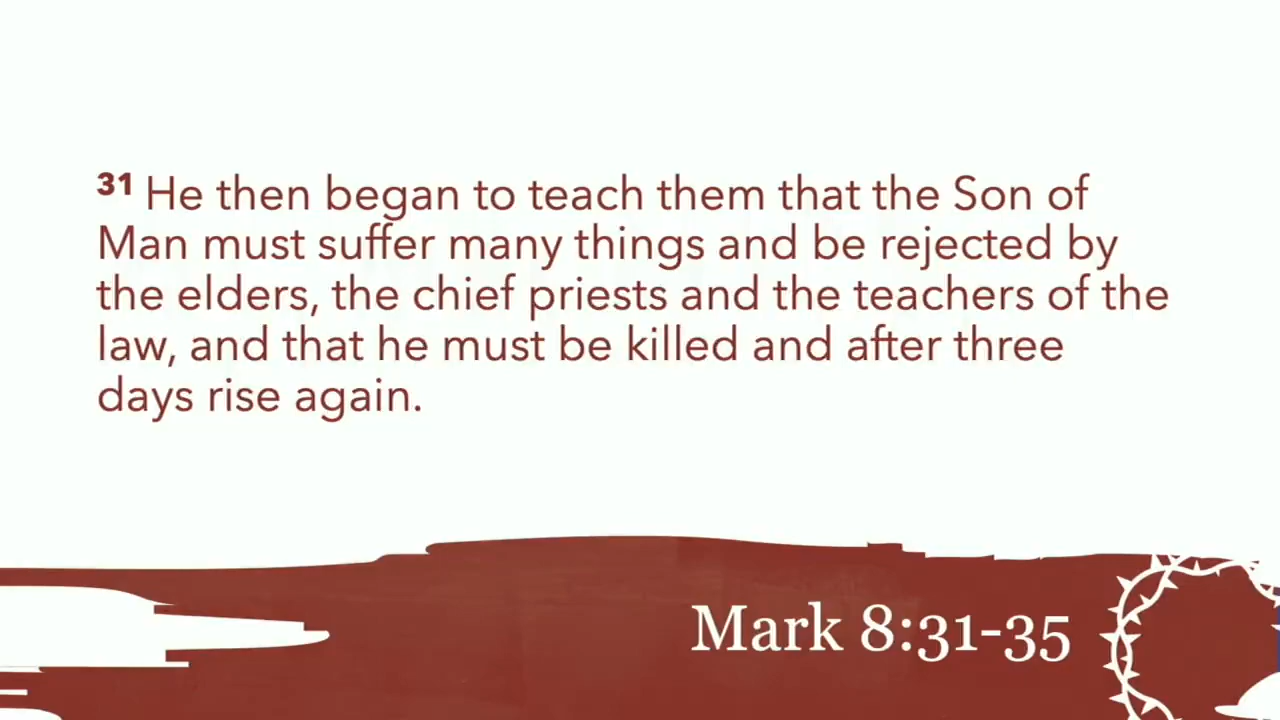 31 He then began to teach them that the Son of
Man must suffer many things and be rejected by
the elders, the chief priests and the teachers of the
law, and that he must be killed and after three
days rise again.
Mark 8:31-35